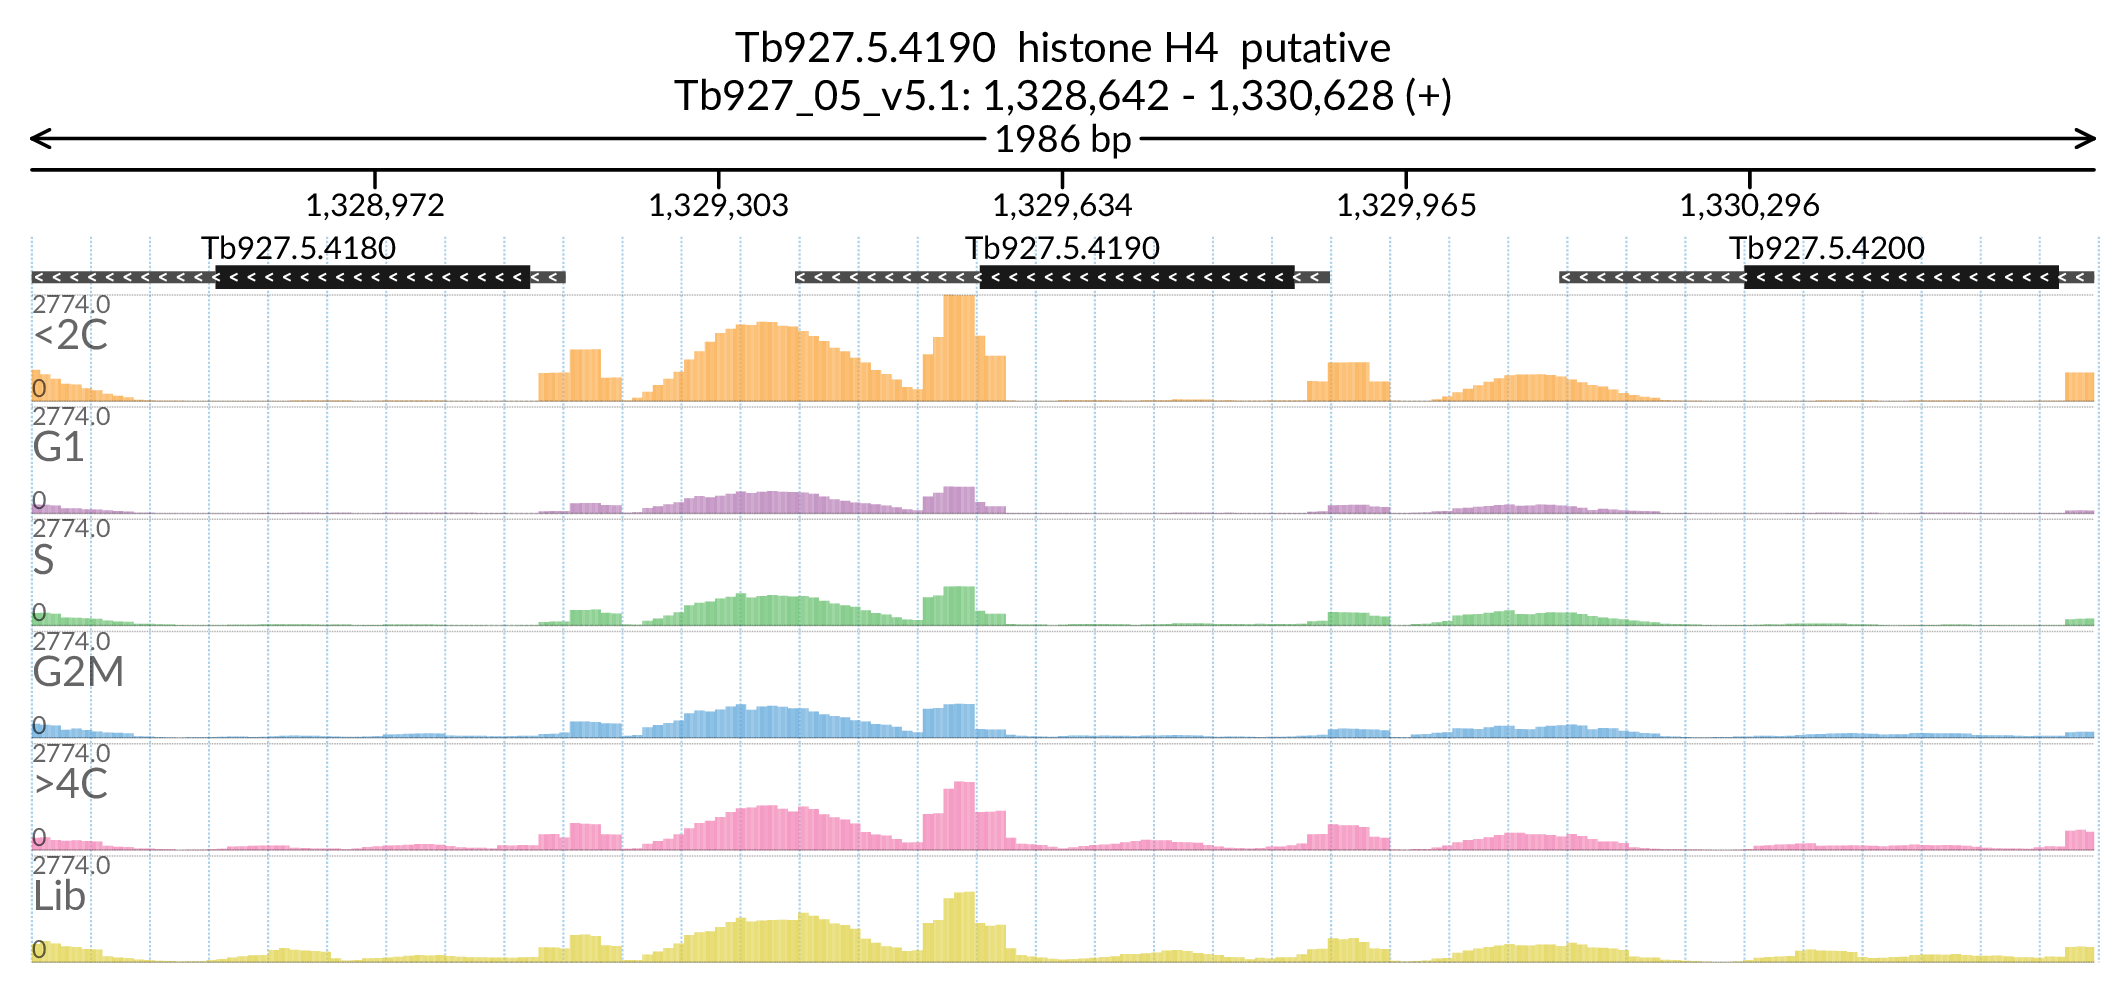 Tb927.5.4190  histone H4  putative
Tb927_05_v5.1: 1,328,642 - 1,330,628 (+)
1986 bp
1,328,972 1,329,303 1,329,634 1,329,965 1,330,296
Tb927.5.4180 Tb927.5.4190 Tb927.5.4200
2774.0
<2C
0
2774.0
G1
0
2774.0
S
0
2774.0
G2M
0
2774.0
>4C
0
2774.0
Lib
0